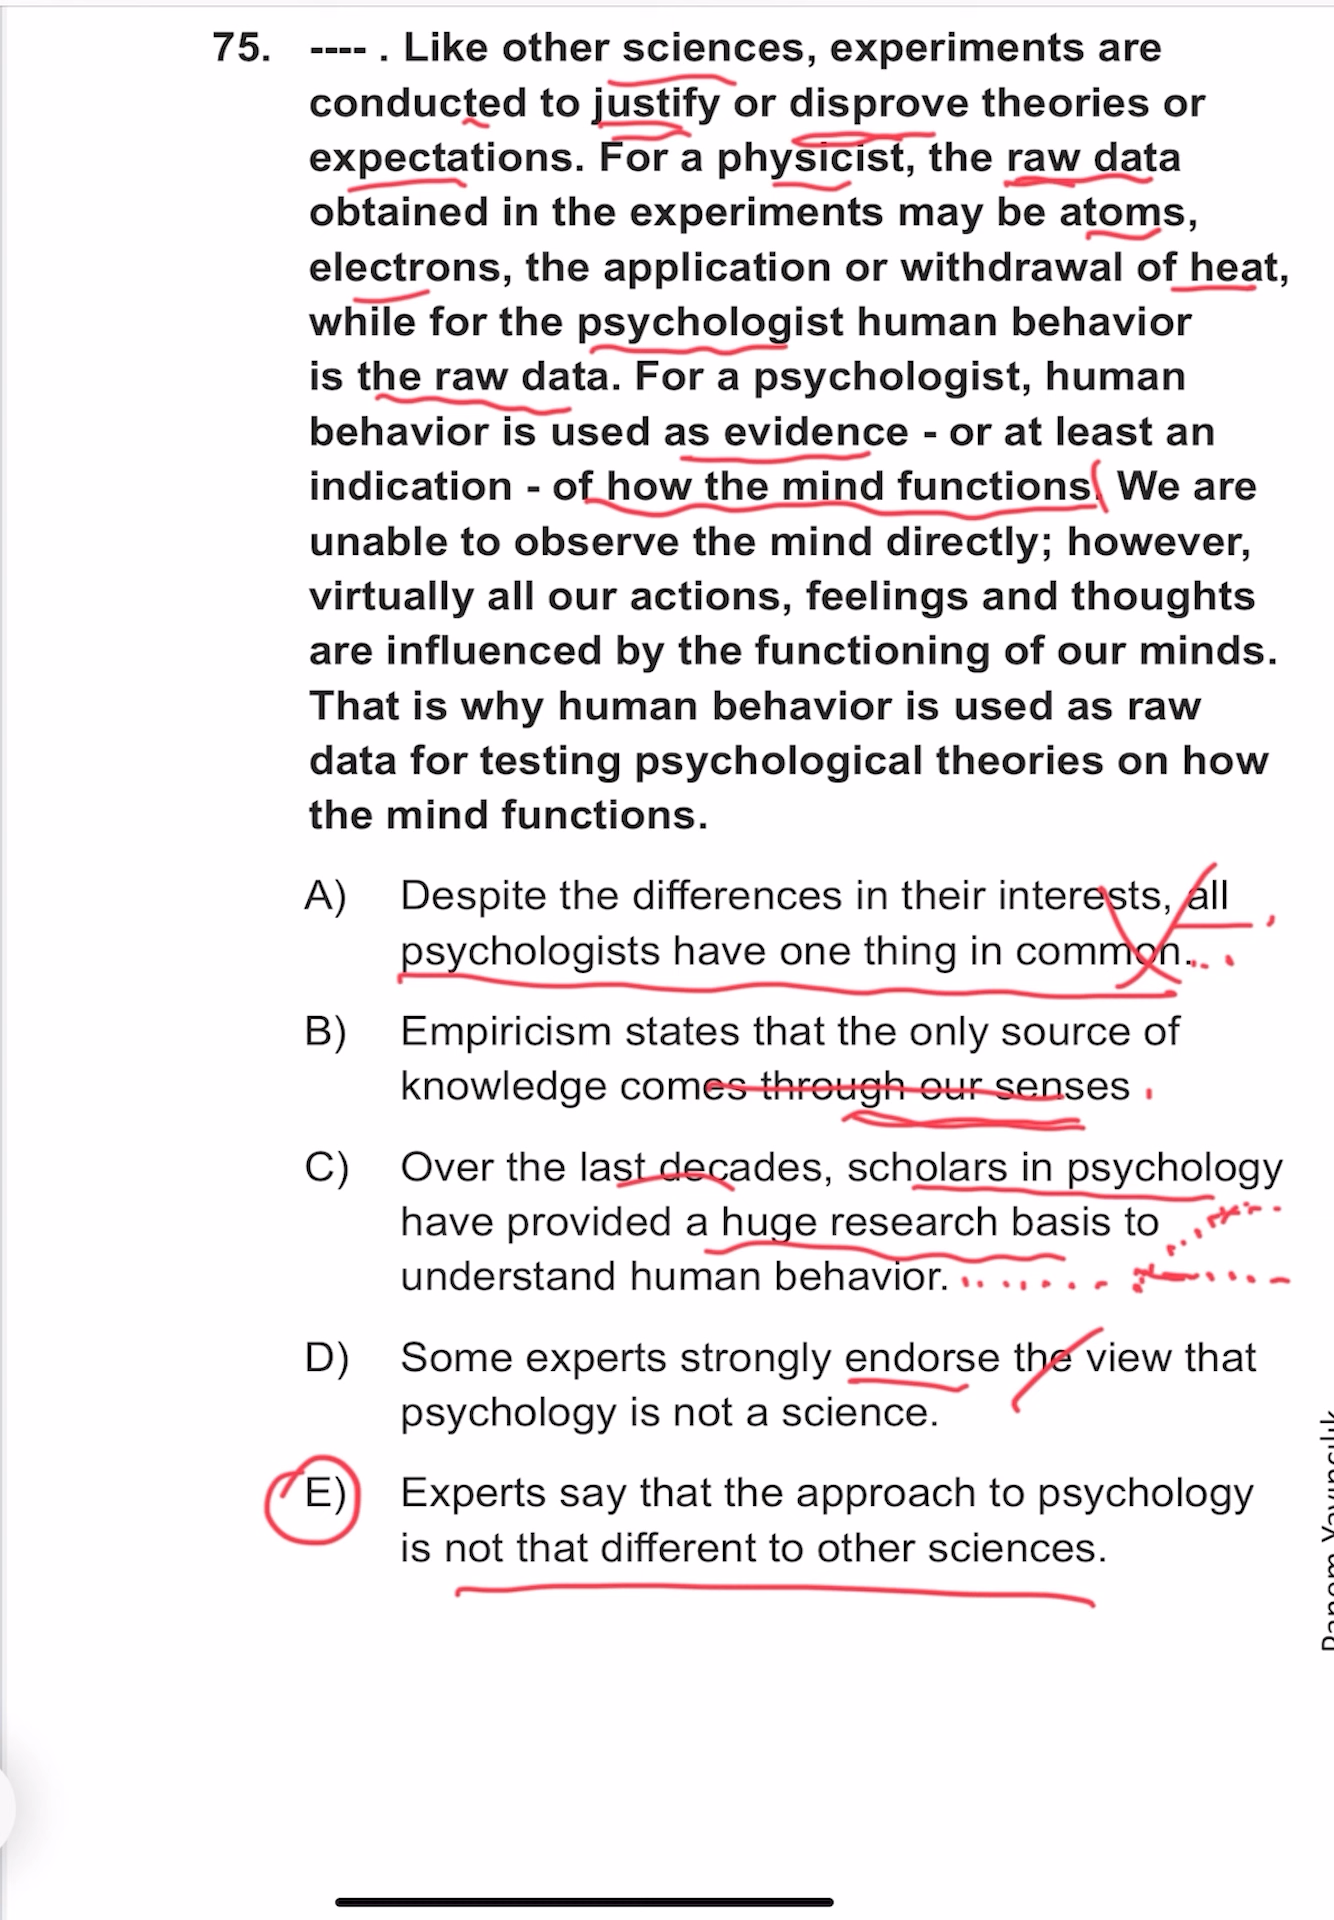 75. ---- . Like other sciences, experiments are
conducted to justify or disprove theories or
expectations. For a physicist, the raw data
obtained in the experiments may be atoms,
electrons, the application or withdrawal of heat,
while for the psychologist human behavior
is the raw data. For a psychologist, human
behavior is used as evidence - or at least an
indication - of how the mind functions. We are
unable to observe the mind directly; however,
virtually all our actions, feelings and thoughts
are influenced by the functioning of our minds.
That is why human behavior is used as raw
data for testing psychological theories on how
the mind functions.
A) Despite the differences in their interests, all
psychologists have one thing in common.
B) Empiricism states that the only source of
knowledge comes through our senses
C) Over the last decades, scholars in psychology
have provided a huge research basis to
understand human behavior.
D) Some experts strongly endorse the view that
psychology is not a science.
E) Experts say that the approach to psychology
is not that different to other sciences.